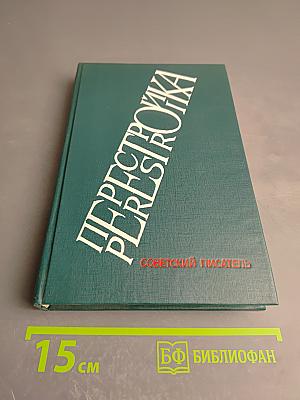 ПЕРЕСТРОЙКА
PERESTROIKA
СОВЕТСКИЙ ПИСАТЕЛЬ
15 см
БФ БИБЛИОФАН